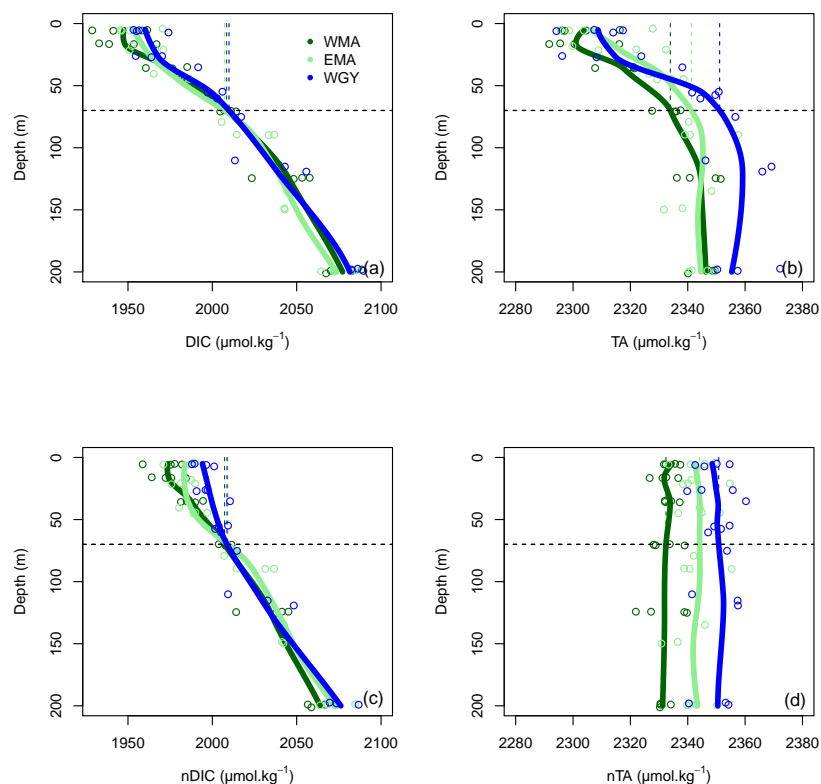 0
50
100
150
200
Depth (m)
1950
2000
2050
2100
DIC (µmol.kg⁻¹)
WMA
EMA
WGY
(a)
0
50
100
150
200
Depth (m)
2280
2300
2320
2340
2360
2380
TA (µmol.kg⁻¹)
(b)
0
50
100
150
200
Depth (m)
1950
2000
2050
2100
nDIC (µmol.kg⁻¹)
(c)
0
50
100
150
200
Depth (m)
2280
2300
2320
2340
2360
2380
nTA (µmol.kg⁻¹)
(d)